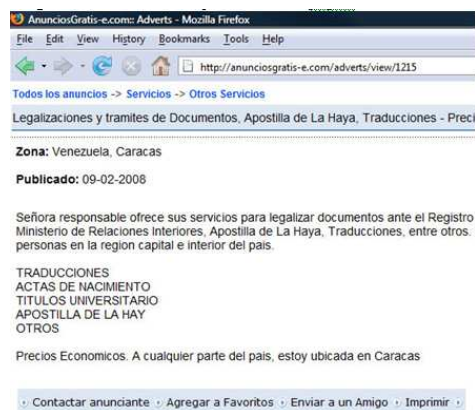 AnunciosGratis-e.com:: Adverts - Mozilla Firefox
File Edit View History Bookmarks Tools Help
http://anunciosgratis-e.com/adverts/view/1215
Todos los anuncios -> Servicios -> Otros Servicios
Legalizaciones y tramites de Documentos, Apostilla de La Haya, Traducciones - Preci
Zona: Venezuela, Caracas
Publicado: 09-02-2008
Señora responsable ofrece sus servicios para legalizar documentos ante el Registro
Ministerio de Relaciones Interiores, Apostilla de La Haya, Traducciones, entre otros.
personas en la region capital e interior del pais.
TRADUCCIONES
ACTAS DE NACIMIENTO
TITULOS UNIVERSITARIO
APOSTILLA DE LA HAY
OTROS
Precios Economicos. A cualquier parte del pais, estoy ubicada en Caracas
Contactar anunciante Agregar a Favoritos Enviar a un Amigo Imprimir